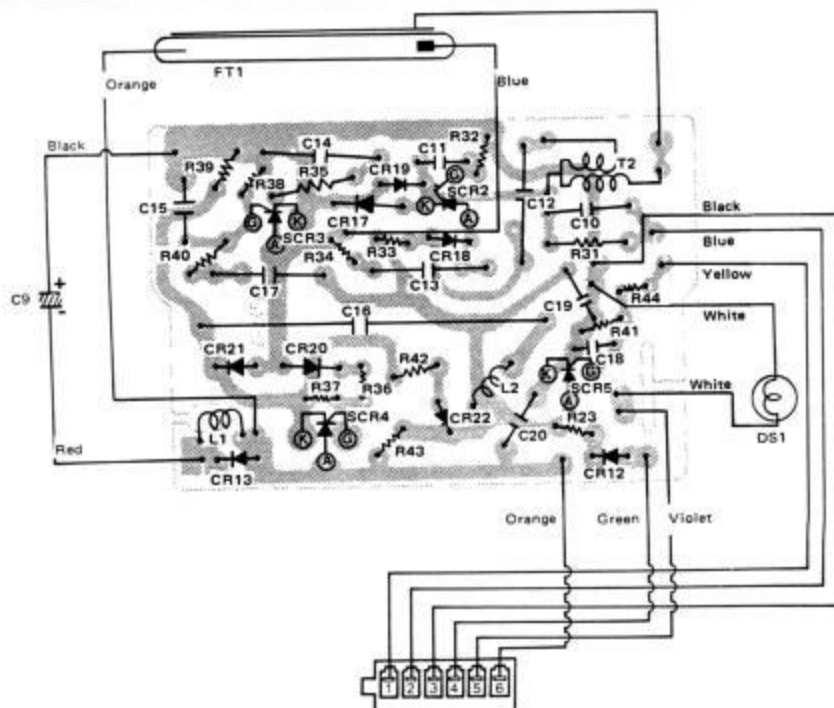 FT1
Orange
Blue
Black
R39
C14
C11
R32
R38
R35
CR19
G
SCR2
T2
C15
K
A
C12
G
K
CR17
Black
A
SCR3
C10
R40
R34
R33
CR18
R31
Blue
C17
C13
Yellow
C9
+
-
C19
R44
White
C16
R41
C18
CR21
CR20
R42
K
G
SCR5
L2
A
White
R37
R36
R23
DS1
SCR4
CR22
C20
L1
K
G
Red
A
R43
CR13
CR12
Orange
Green
Violet
1 2 3 4 5 6